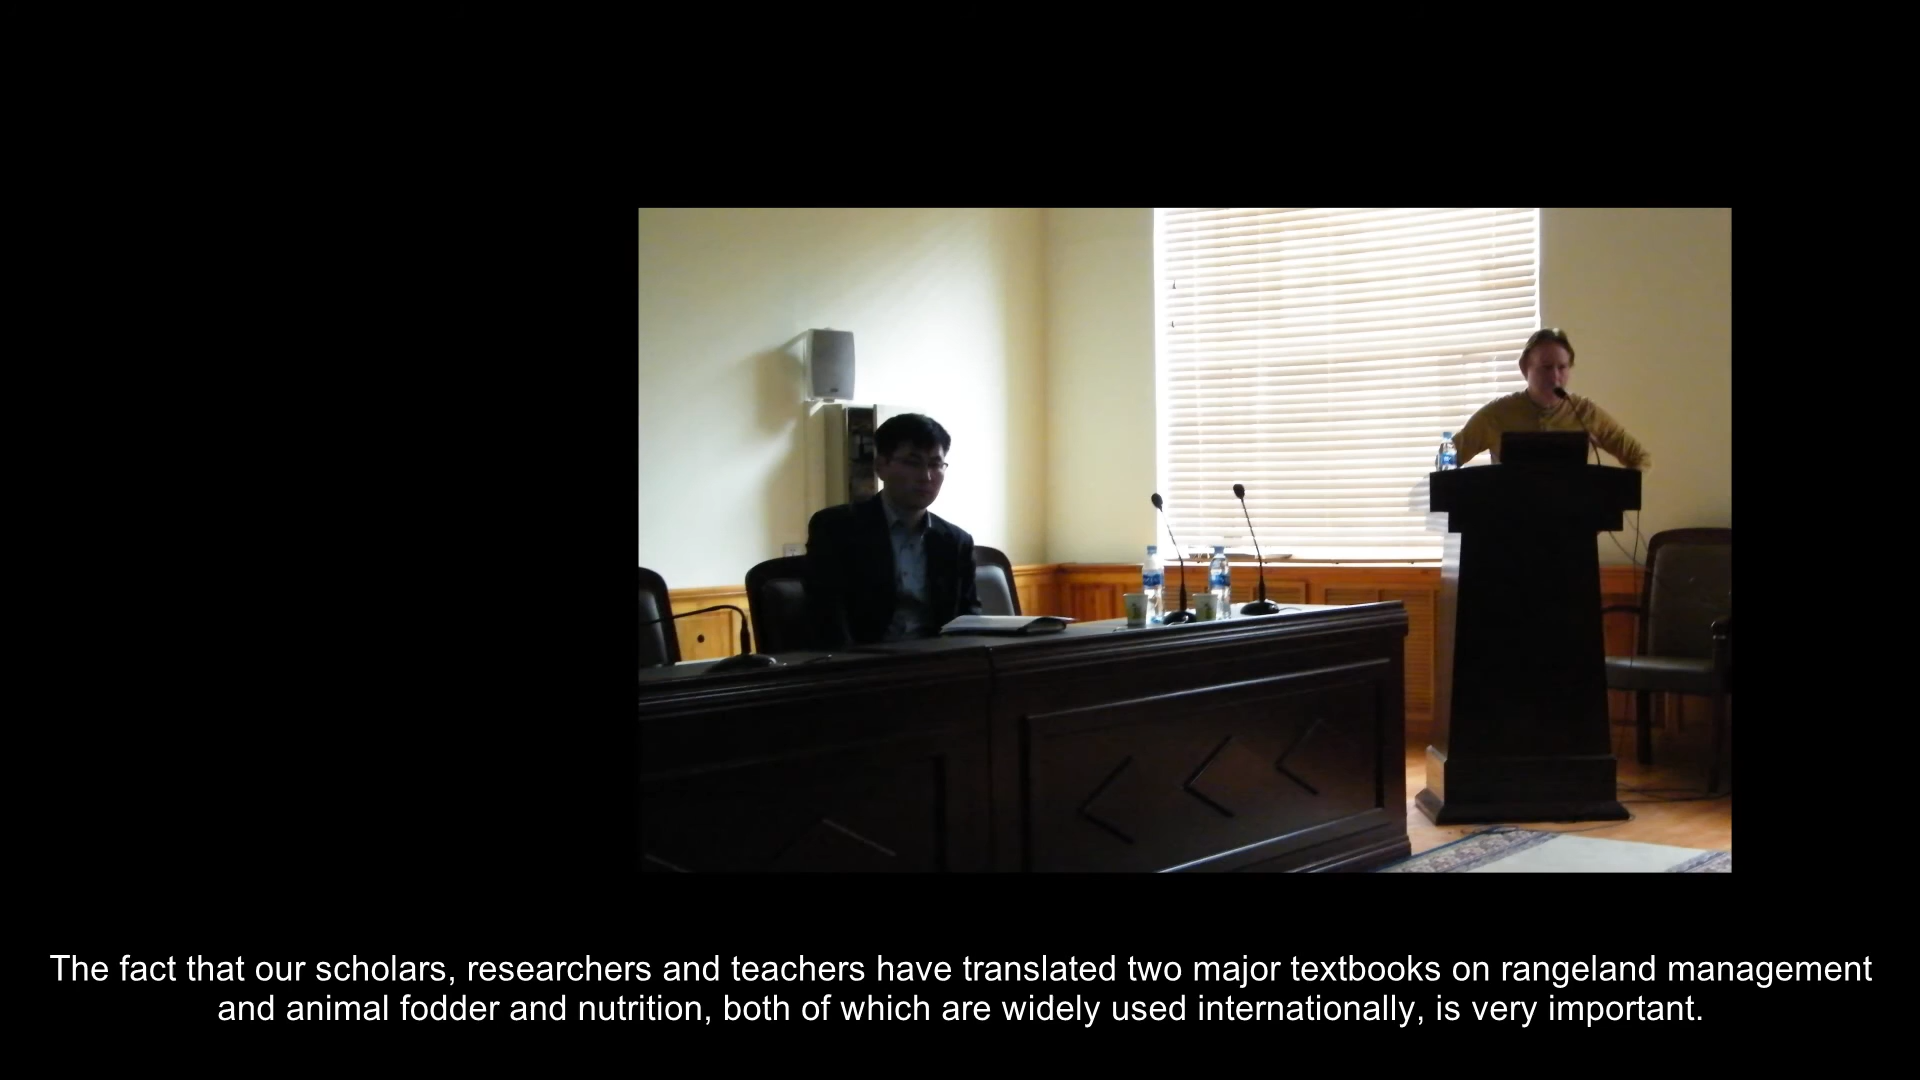 The fact that our scholars, researchers and teachers have translated two major textbooks on rangeland management
and animal fodder and nutrition, both of which are widely used internationally, is very important.